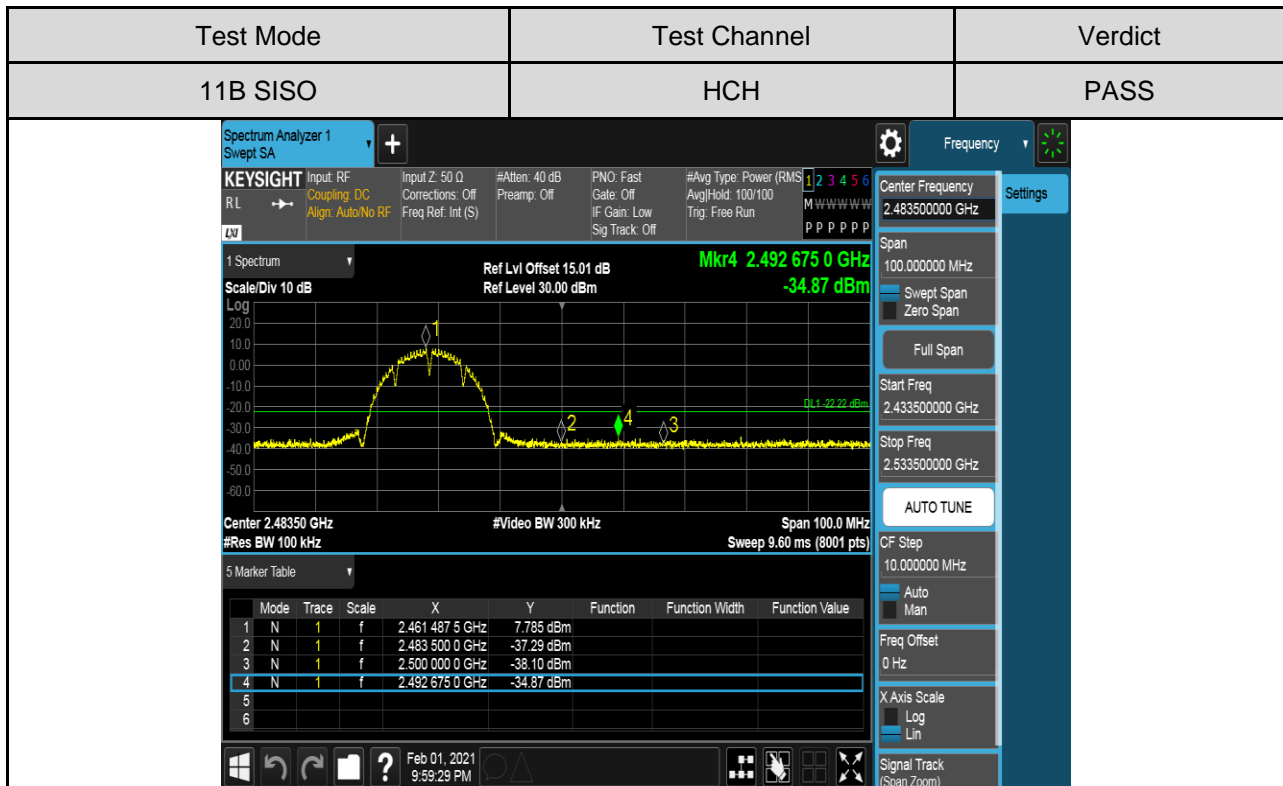 Test Mode Test Channel Verdict
11B SISO HCH PASS
Spectrum Analyzer 1
Swept SA
+
Frequency
KEYSIGHT Input: RF Input Z: 50 Ω #Atten: 40 dB PNO: Fast #Avg Type: Power (RMS 1 2 3 4 5 6
RL Coupling: DC Corrections: Off Preamp: Off Gate: Off Avg|Hold: 100/100 M W W W W W
Align: Auto/No RF Freq Ref: Int (S) IF Gain: Low Trig: Free Run
LXI Sig Track: Off P P P P P P
1 Spectrum
Ref Lvl Offset 15.01 dB Mkr4 2.492 675 0 GHz
Scale/Div 10 dB Ref Level 30.00 dBm -34.87 dBm
Log
20.0
10.0
0.00
-10.0
-20.0
-30.0
-40.0
-50.0
-60.0
1
2
4
3
DL1 -22.22 dBm
Center 2.48350 GHz #Video BW 300 kHz Span 100.0 MHz
#Res BW 100 kHz Sweep 9.60 ms (8001 pts)
5 Marker Table
Mode Trace Scale X Y Function Function Width Function Value
1 N 1 f 2.461 487 5 GHz 7.785 dBm
2 N 1 f 2.483 500 0 GHz -37.29 dBm
3 N 1 f 2.500 000 0 GHz -38.10 dBm
4 N 1 f 2.492 675 0 GHz -34.87 dBm
5
6
?
Feb 01, 2021
9:59:29 PM
Center Frequency
2.483500000 GHz
Settings
Span
100.000000 MHz
Swept Span
Zero Span
Full Span
Start Freq
2.433500000 GHz
Stop Freq
2.533500000 GHz
AUTO TUNE
CF Step
10.000000 MHz
Auto
Man
Freq Offset
0 Hz
X Axis Scale
Log
Lin
Signal Track
(Span Zoom)